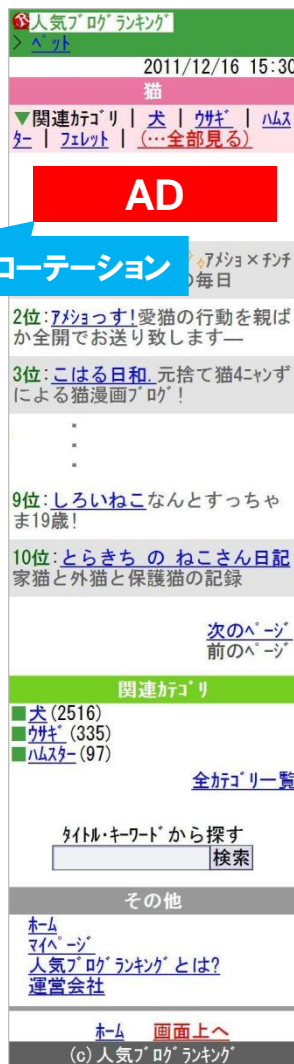 人気ﾌﾞﾛｸﾞﾗﾝｷﾝｸﾞ
> ﾍﾟｯﾄ
2011/12/16 15:30
猫
▼関連ｶﾃｺﾞﾘ | 犬 | ｳｻｷﾞ | ﾊﾑｽ
ﾀｰ | ﾌｪﾚｯﾄ | (…全部見る)
AD
コーテーション
ｱﾒｼｮ×ﾁﾝﾁ
毎日
2位:ｱﾒｼｮっす!愛猫の行動を親ば
か全開でお送り致します―
3位:こはる日和.元捨て猫4ﾆｬﾝず
による猫漫画ﾌﾞﾛｸﾞ!
9位:しろいねこなんとすっちゃ
ま19歳!
10位:とらきち の ねこさん日記
家猫と外猫と保護猫の記録
次のﾍﾟｰｼﾞ
前のﾍﾟｰｼﾞ
関連ｶﾃｺﾞﾘ
■犬(2516)
■ｳｻｷﾞ(335)
■ﾊﾑｽﾀｰ(97)
全ｶﾃｺﾞﾘ一覧
ﾀｲﾄﾙ･ｷｰﾜｰﾄﾞから探す
検索
その他
ﾎｰﾑ
ﾏｲﾍﾟｰｼﾞ
人気ﾌﾞﾛｸﾞﾗﾝｷﾝｸﾞとは?
運営会社
ﾎｰﾑ 画面上へ
(c)人気ﾌﾞﾛｸﾞﾗﾝｷﾝｸﾞ